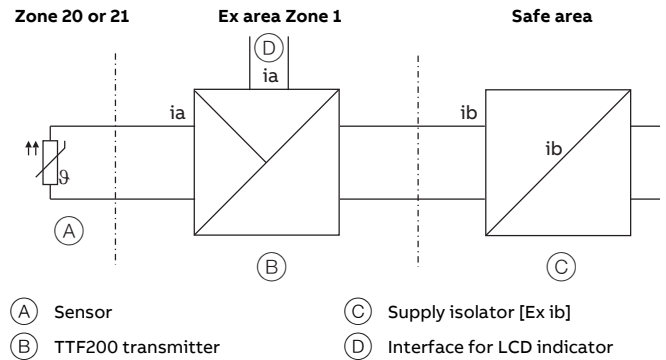 Zone 20 or 21 Ex area Zone 1 Safe area
D
ia
ia ib
ib
ϑ
A
B C
A Sensor C Supply isolator [Ex ib]
B TTF200 transmitter D Interface for LCD indicator